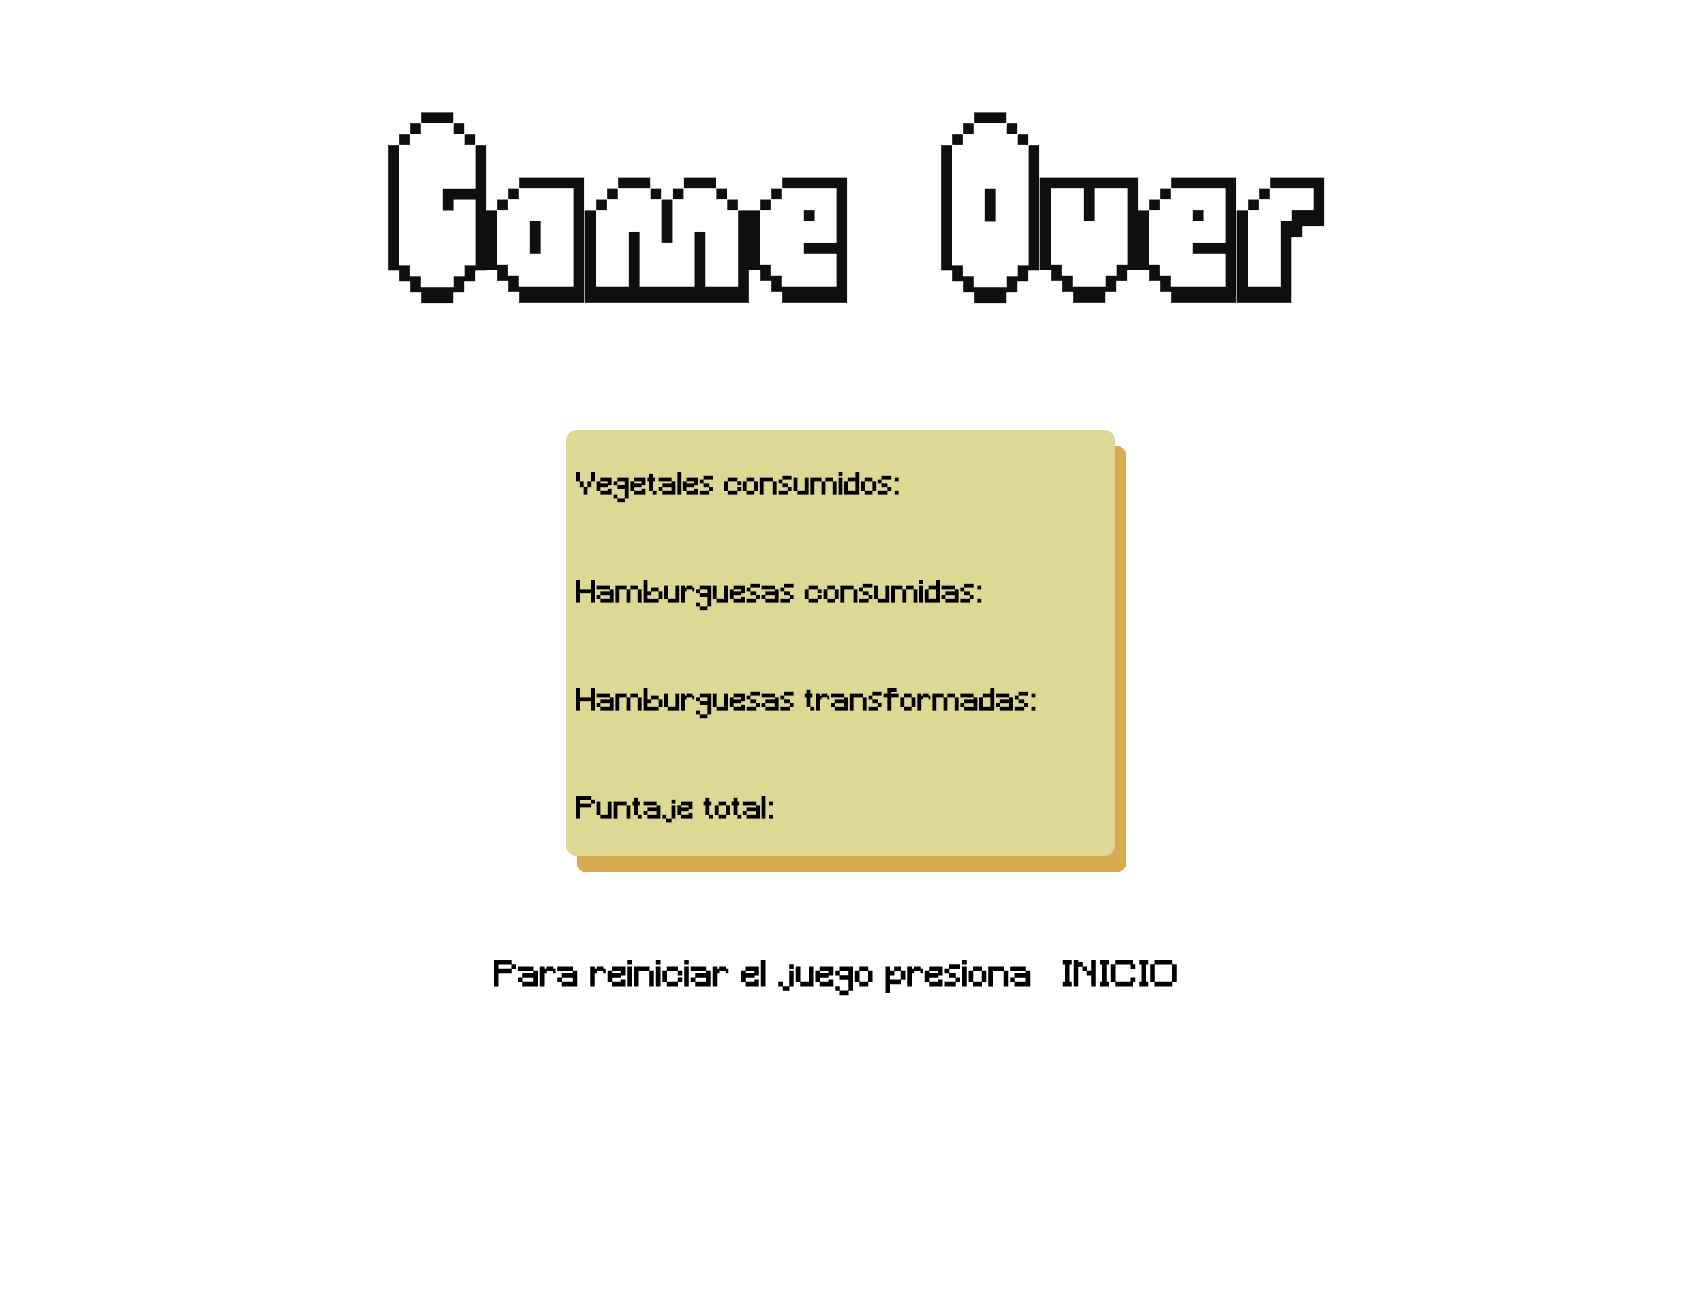 Game Over
Vegetales consumidos:
Hamburguesas consumidas:
Hamburguesas transformadas:
Puntaje total:
Para reiniciar el juego presiona INICIO